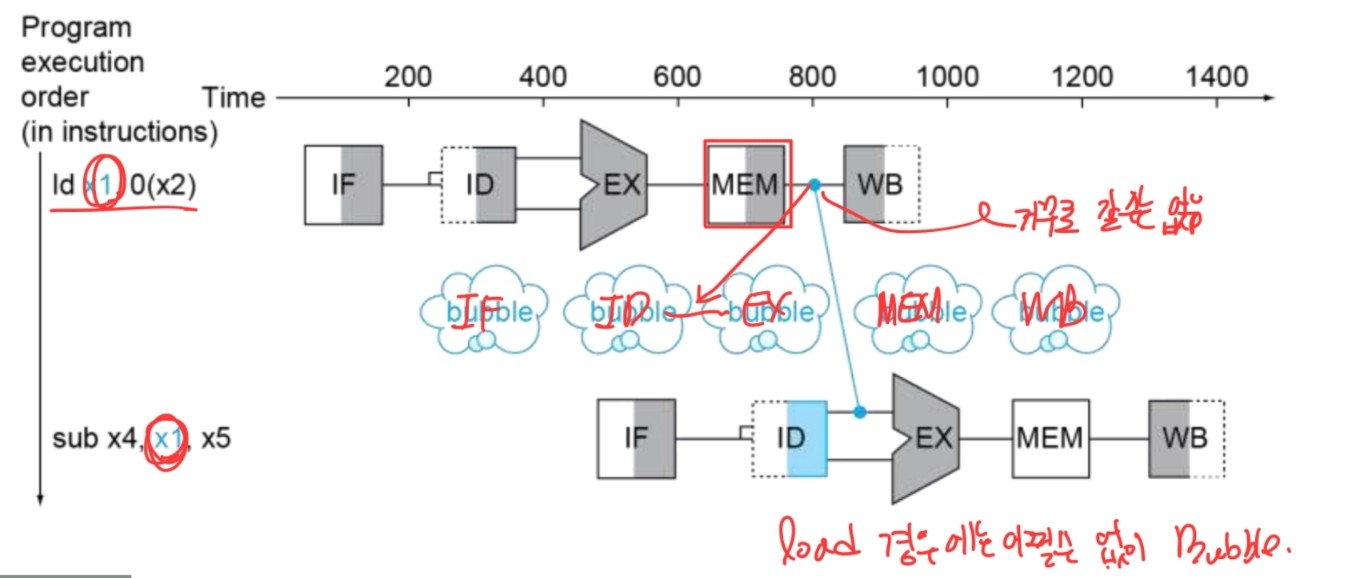 Program
execution
order
(in instructions)
Time
200 400 600 800 1000 1200 1400
ld x1, 0(x2)
IF ID EX MEM WB
거꾸로 갈 수는 없음
bubble bubble bubble bubble bubble
IF ID EX MEM WB
sub x4, x1, x5
IF ID EX MEM WB
load 경우에는 어쩔 수 없이 Bubble.